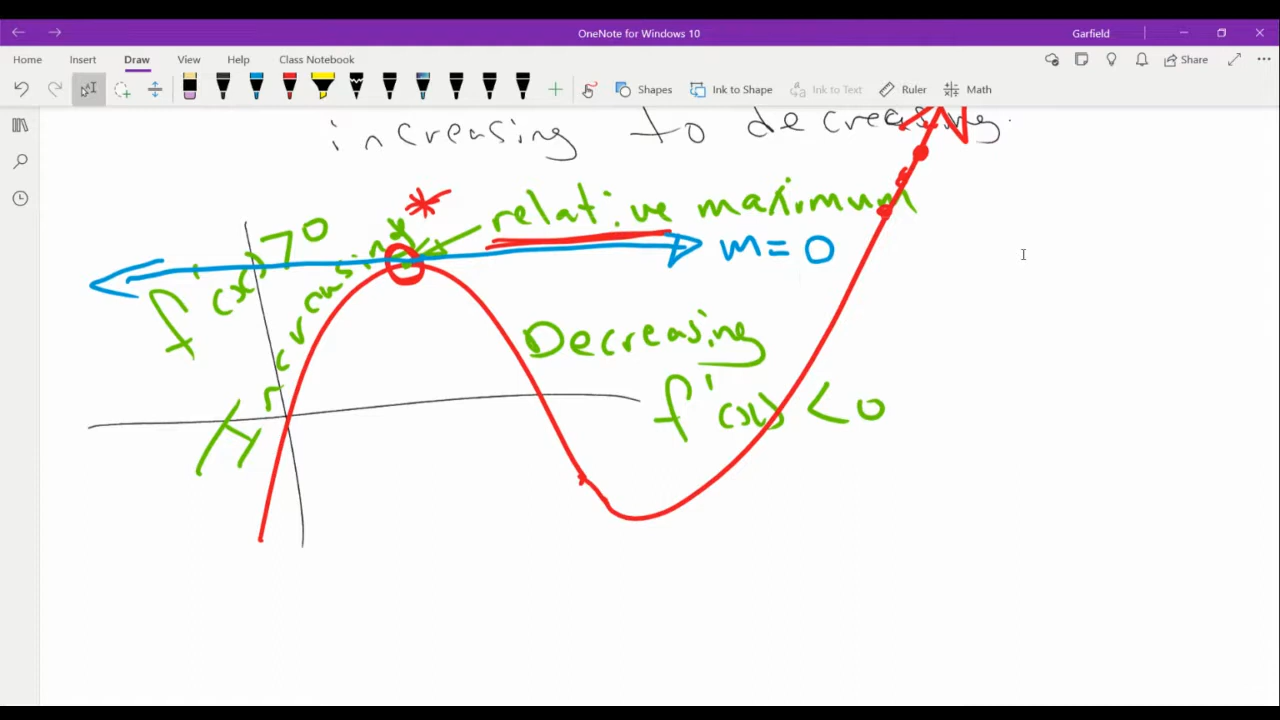 OneNote for Windows 10
Garfield
Home Insert Draw View Help Class Notebook
Share
Shapes Ink to Shape Ink to Text Ruler Math
increasing to decreasing.
relative maximum
f'(x) > 0
m = 0
Increasing
Decreasing
f'(x) < 0